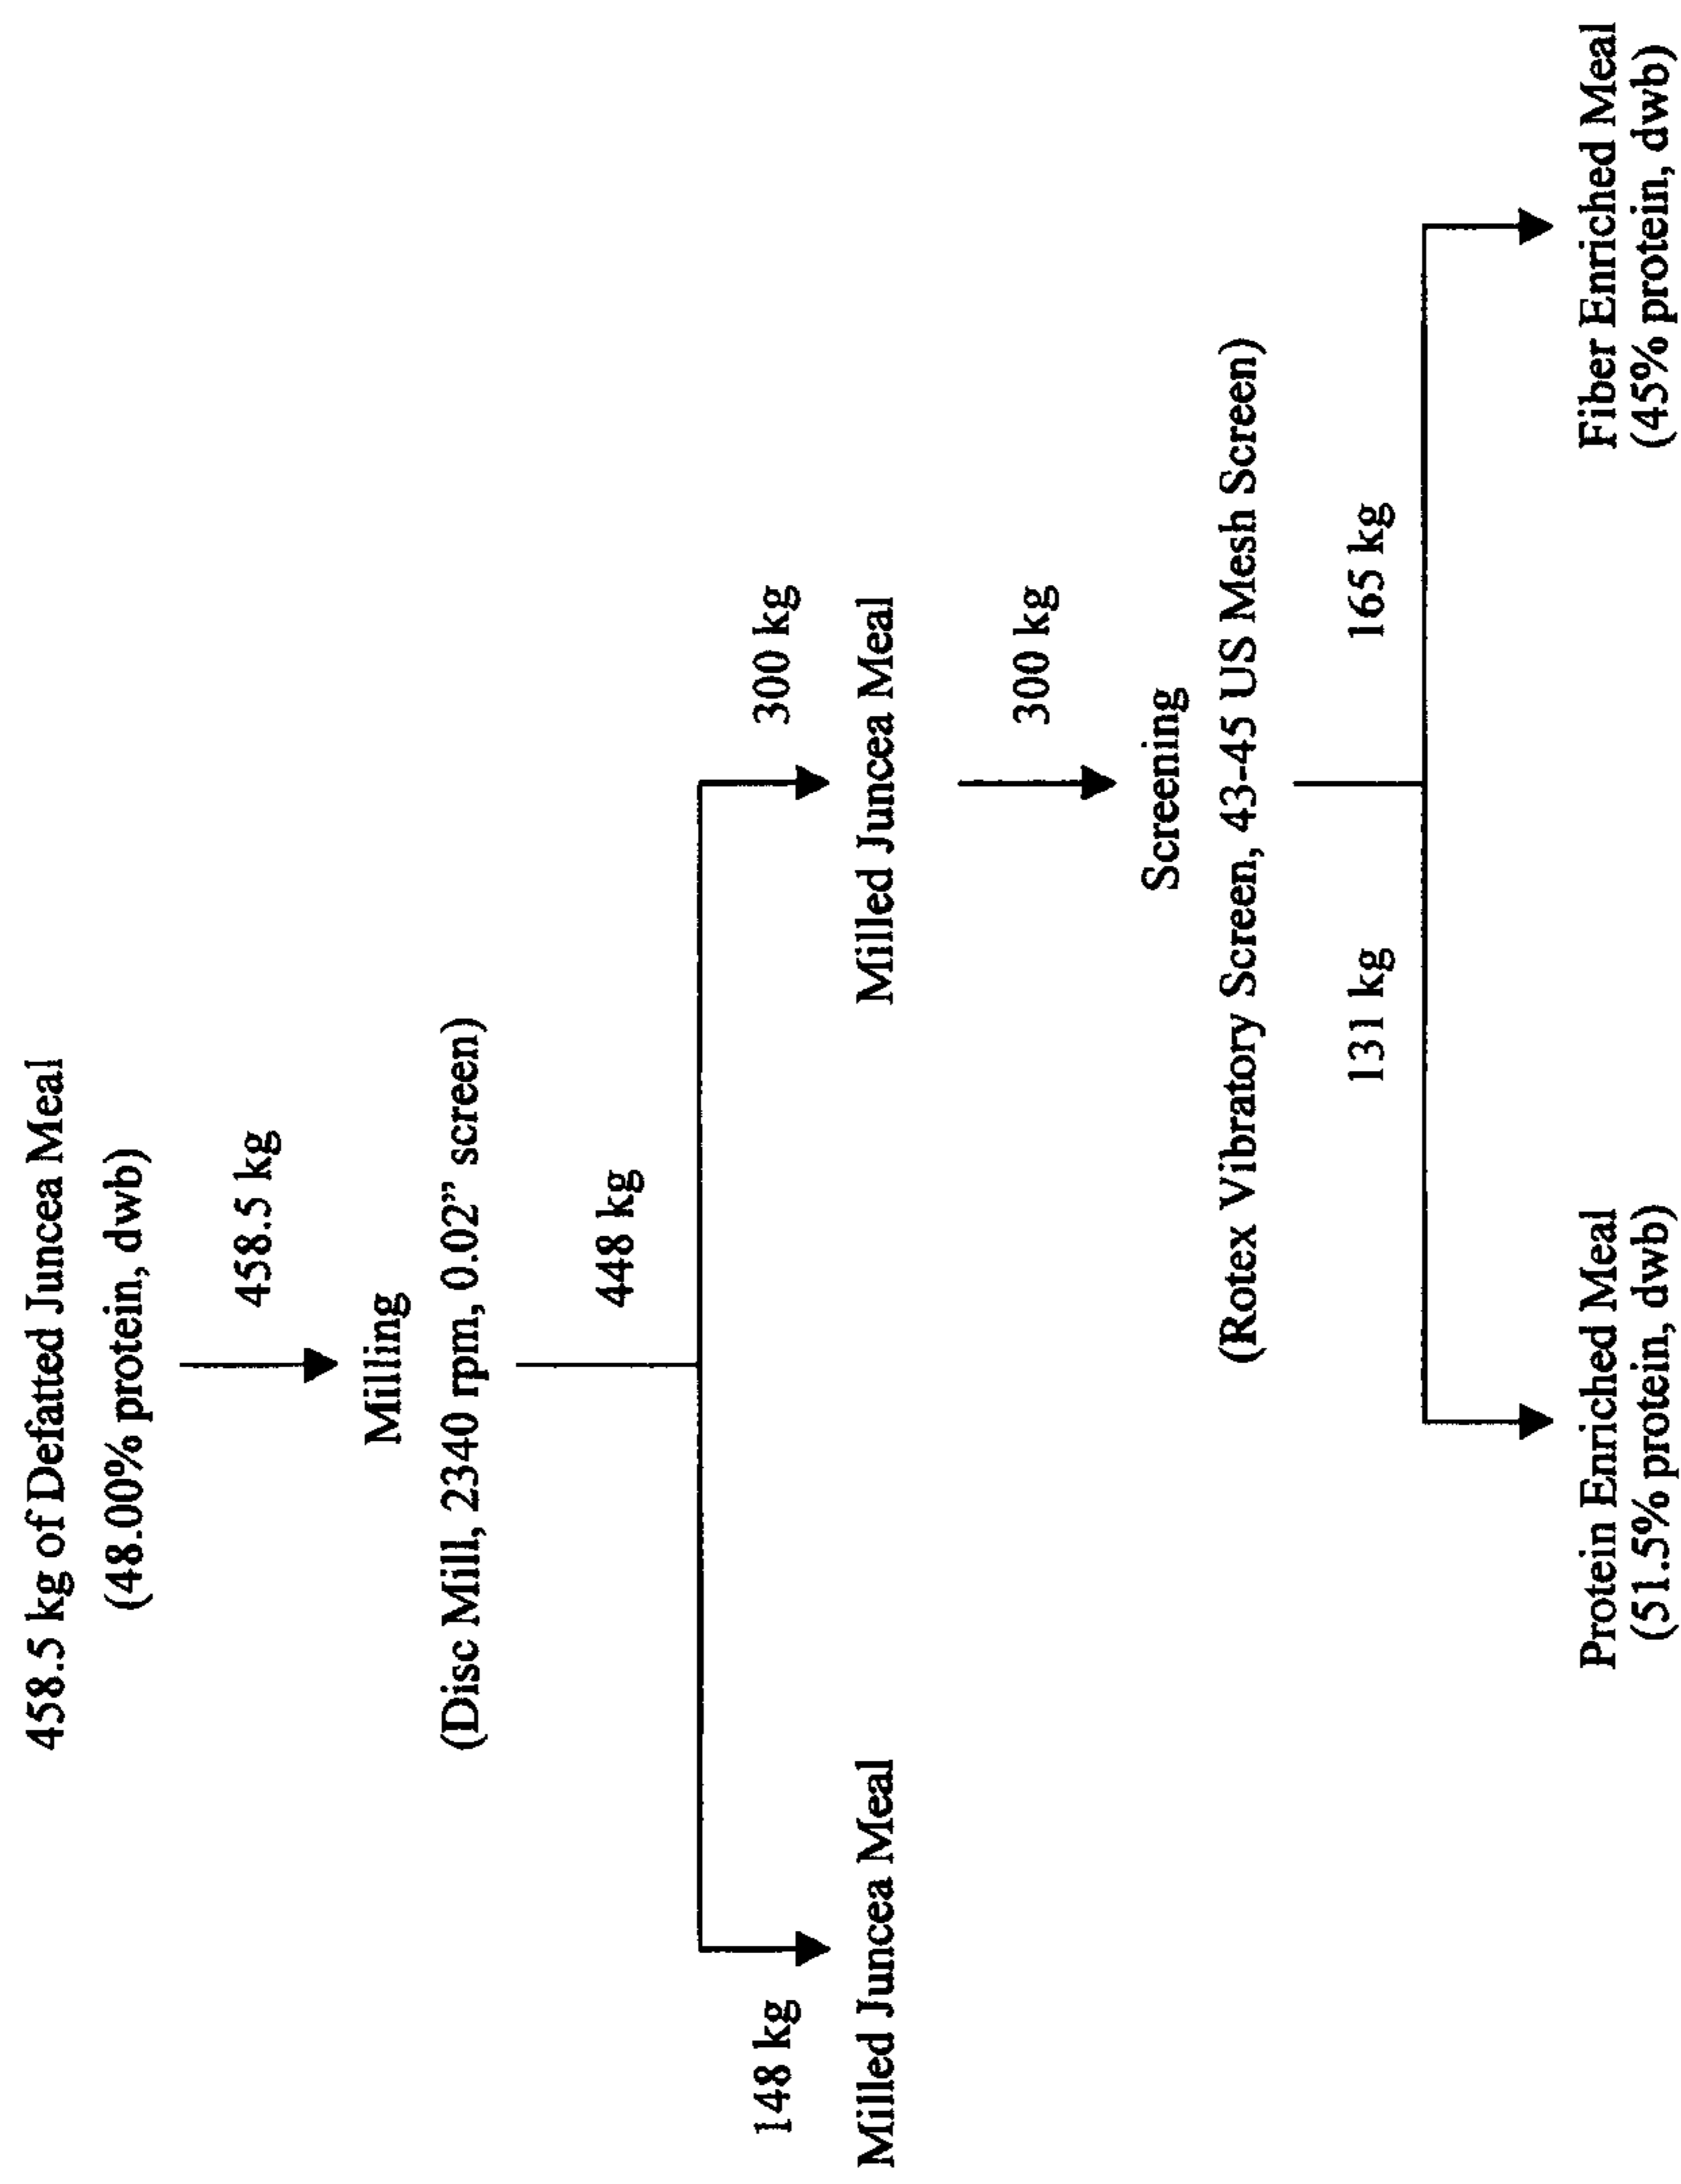 458.5 kg of Defatted Juncea Meal
(48.00% protein, dwb)
458.5 kg
Milling
(Disc Mill, 2340 rpm, 0.02” screen)
448 kg
148 kg
300 kg
Milled Juncea Meal
Milled Juncea Meal
300 kg
Screening
(Rotex Vibratory Screen, 43-45 US Mesh Screen)
131 kg
165 kg
Protein Enriched Meal
(51.5% protein, dwb)
Fiber Enriched Meal
(45% protein, dwb)